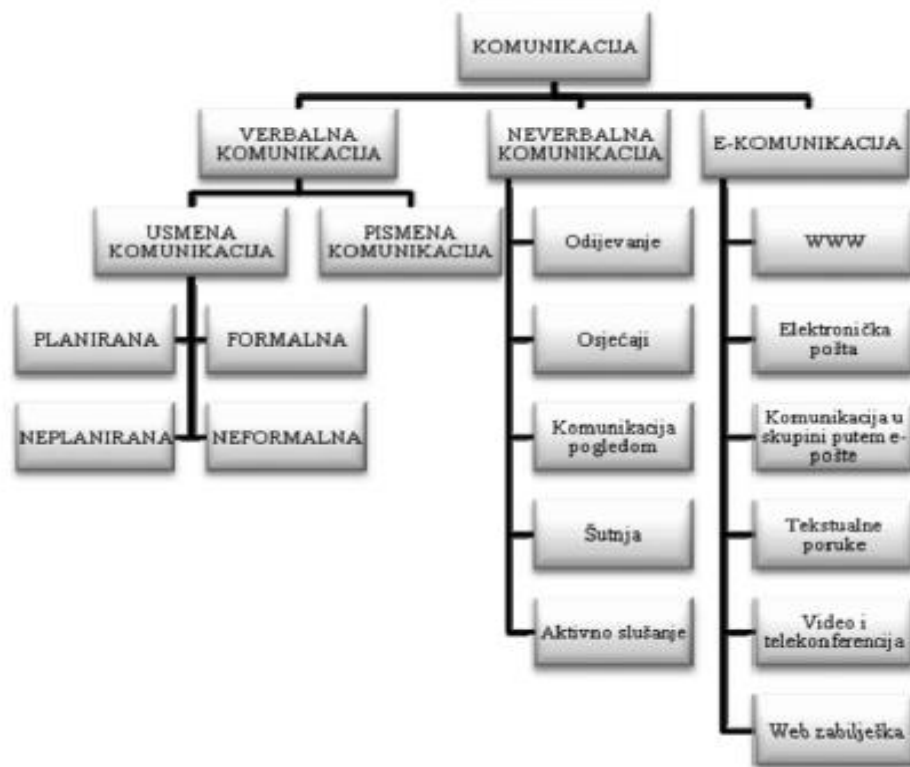 KOMUNIKACIJA
VERBALNA
KOMUNIKACIJA
NEVERBALNA
KOMUNIKACIJA
E-KOMUNIKACIJA
USMENA
KOMUNIKACIJA
PISMENA
KOMUNIKACIJA
PLANIRANA
FORMALNA
NEPLANIRANA
NEFORMALNA
Odijevanje
Osjećaji
Komunikacija
pogledom
Šutnja
Aktivno slušanje
WWW
Elektronička
pošta
Komunikacija u
skupini putem e-
pošte
Tekstualne
poruke
Video i
telekonferencija
Web zabilješka